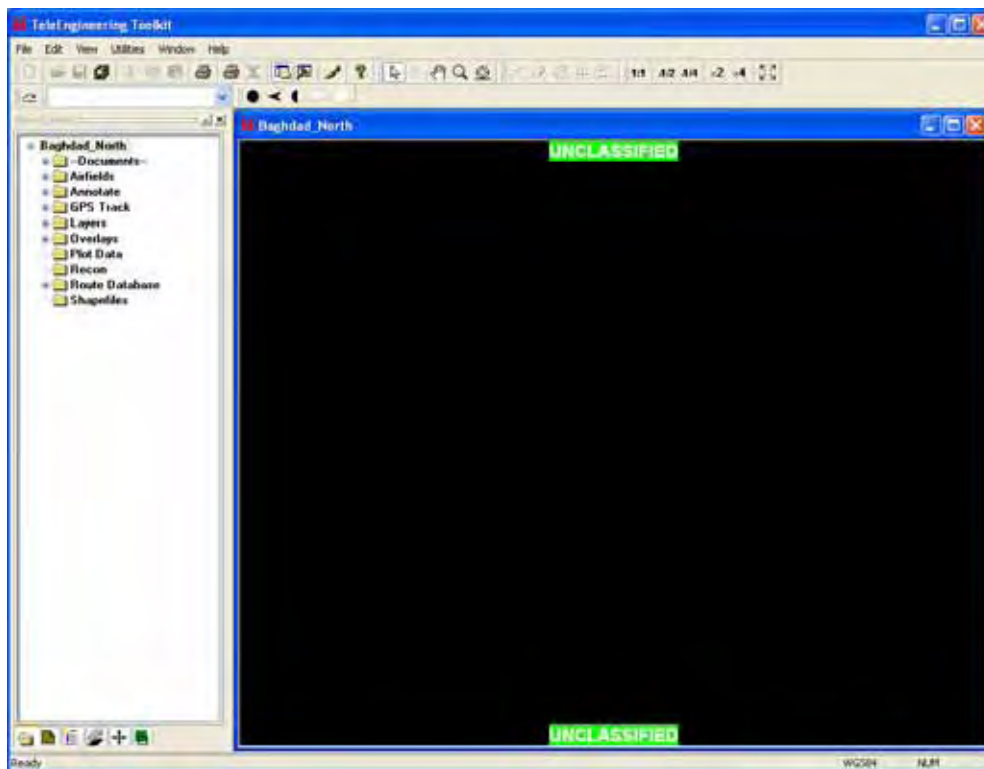 TeleEngineering Toolkit
File Edit View Utilities Window Help
1:1 1/2 1/4 x2 x4
Baghdad_North
UNCLASSIFIED
Baghdad_North
-Documents-
Airfields
Annotate
GPS Track
Layers
Overlays
Plot Data
Recon
Route Database
Shapefiles
UNCLASSIFIED
Ready WGS84 NUM